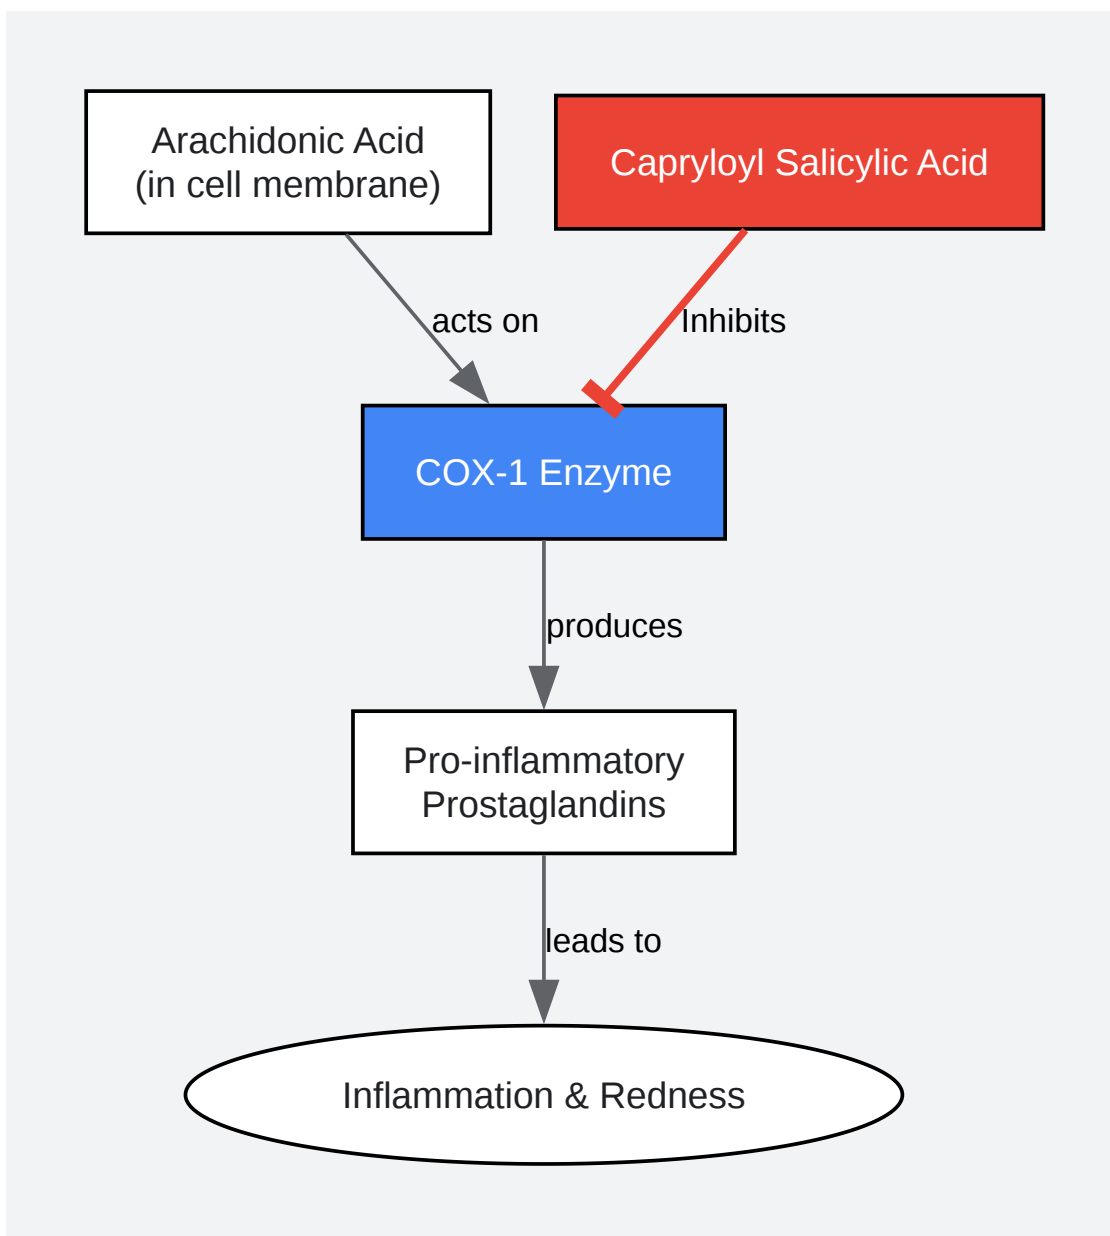 Arachidonic Acid
(in cell membrane)
Capryloyl Salicylic Acid
acts on
Inhibits
COX-1 Enzyme
produces
Pro-inflammatory
Prostaglandins
leads to
Inflammation & Redness